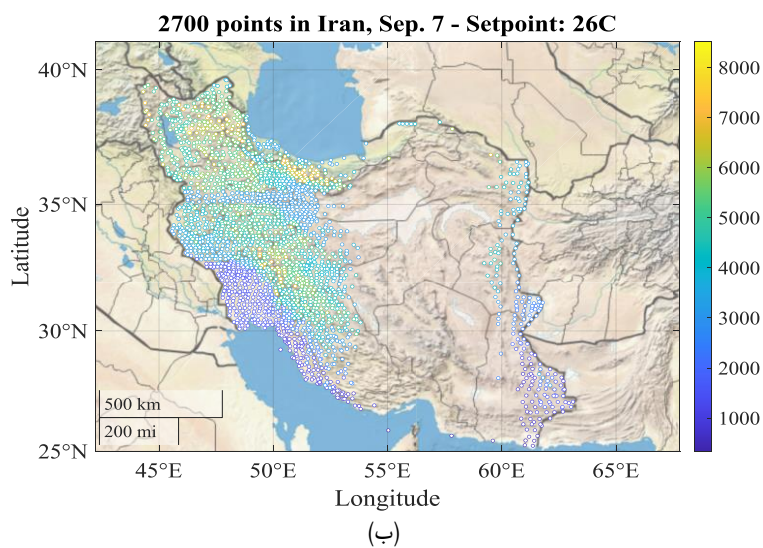 2700 points in Iran, Sep. 7 - Setpoint: 26C
40°N
35°N
30°N
25°N
Latitude
500 km
200 mi
45°E
50°E
55°E
60°E
65°E
Longitude
8000
7000
6000
5000
4000
3000
2000
1000
(ب)